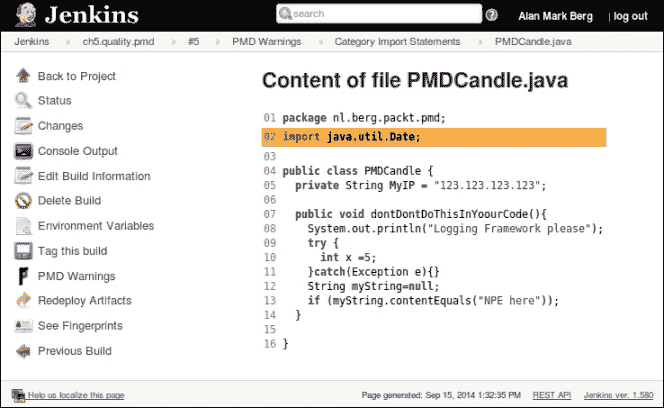 Jenkins
search
Alan Mark Berg | log out
Jenkins ch5.quality.pmd #5 PMD Warnings Category Import Statements PMDCandle.java
Back to Project
Status
Changes
Console Output
Edit Build Information
Delete Build
Environment Variables
Tag this build
PMD Warnings
Redeploy Artifacts
See Fingerprints
Previous Build
Content of file PMDCandle.java
01 package nl.berg.packt.pmd;
02 import java.util.Date;
03
04 public class PMDCandle {
05 private String MyIP = "123.123.123.123";
06
07 public void dontDontDoThisInYoourCode(){
08 System.out.println("Logging Framework please");
09 try {
10 int x =5;
11 }catch(Exception e){}
12 String myString=null;
13 if (myString.contentEquals("NPE here"));
14 }
15
16 }
Help us localize this page
Page generated: Sep 15, 2014 1:32:35 PM REST API Jenkins ver. 1.580